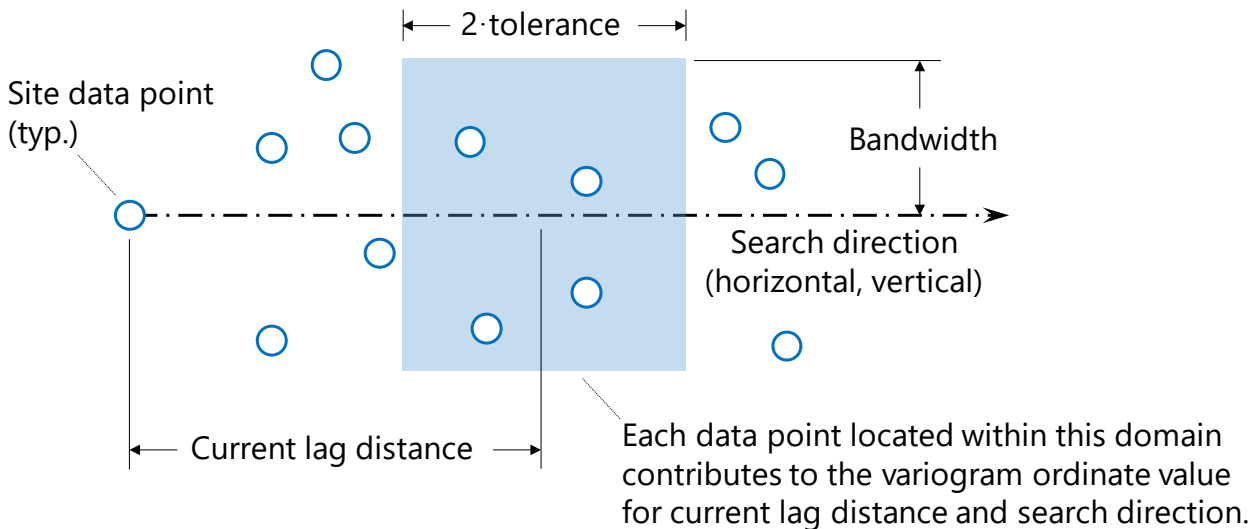 2·tolerance
Site data point
(typ.)
Bandwidth
Search direction
(horizontal, vertical)
Current lag distance
Each data point located within this domain
contributes to the variogram ordinate value
for current lag distance and search direction.